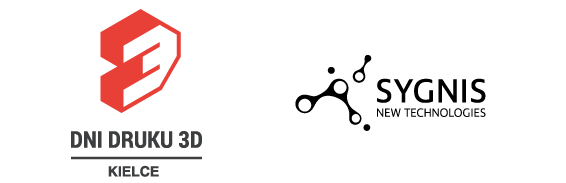 DNI DRUKU 3D
KIELCE
SYGNIS
NEW TECHNOLOGIES